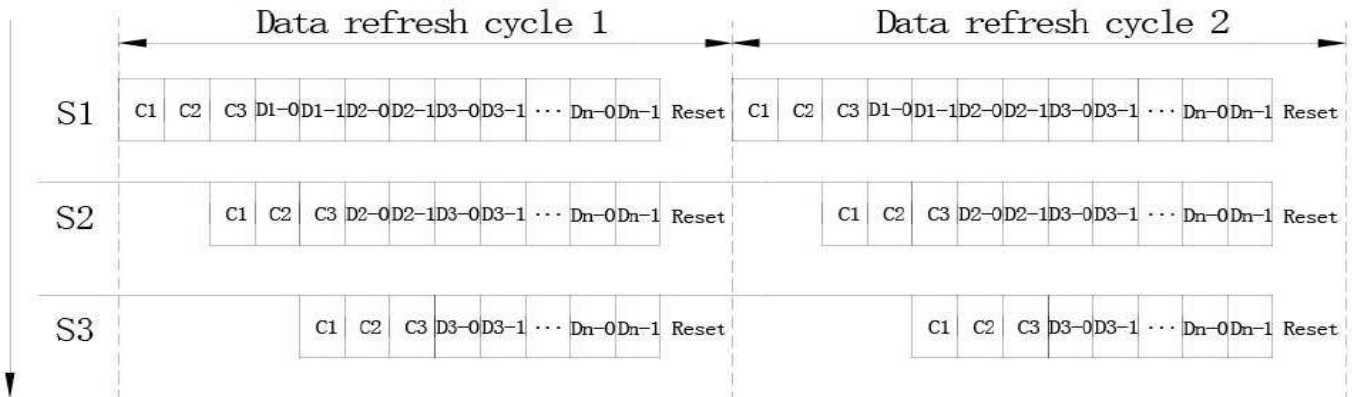 Data refresh cycle 1 Data refresh cycle 2
S1 C1 C2 C3 D1-0 D1-1 D2-0 D2-1 D3-0 D3-1 ··· Dn-0 Dn-1 Reset C1 C2 C3 D1-0 D1-1 D2-0 D2-1 D3-0 D3-1 ··· Dn-0 Dn-1 Reset
S2 C1 C2 C3 D2-0 D2-1 D3-0 D3-1 ··· Dn-0 Dn-1 Reset C1 C2 C3 D2-0 D2-1 D3-0 D3-1 ··· Dn-0 Dn-1 Reset
S3 C1 C2 C3 D3-0 D3-1 ··· Dn-0 Dn-1 Reset C1 C2 C3 D3-0 D3-1 ··· Dn-0 Dn-1 Reset